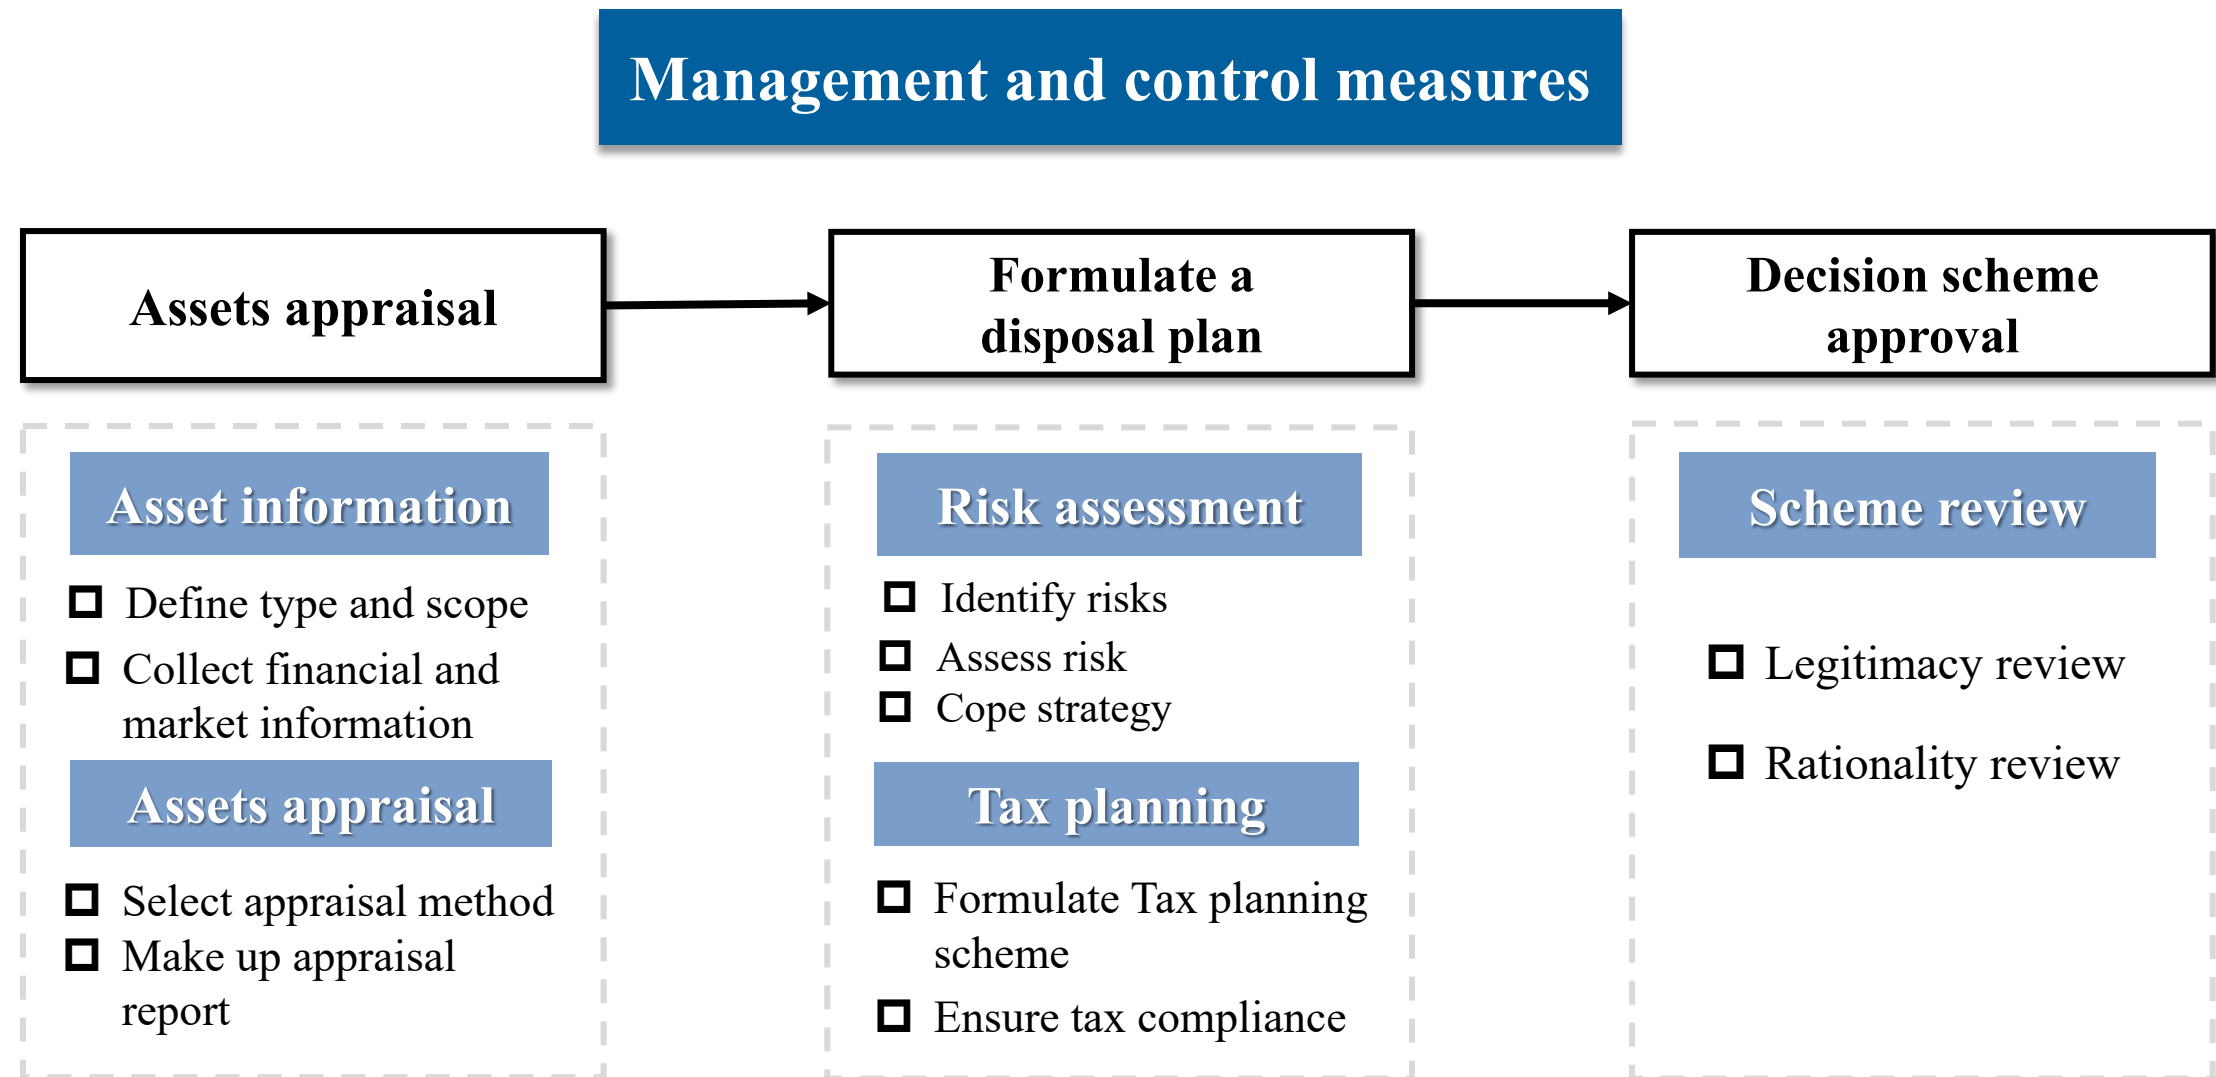 Management and control measures
Assets appraisal
Formulate a
disposal plan
Decision scheme
approval
Asset information
Define type and scope
Collect financial and
market information
Assets appraisal
Select appraisal method
Make up appraisal
report
Risk assessment
Identify risks
Assess risk
Cope strategy
Tax planning
Formulate Tax planning
scheme
Ensure tax compliance
Scheme review
Legitimacy review
Rationality review